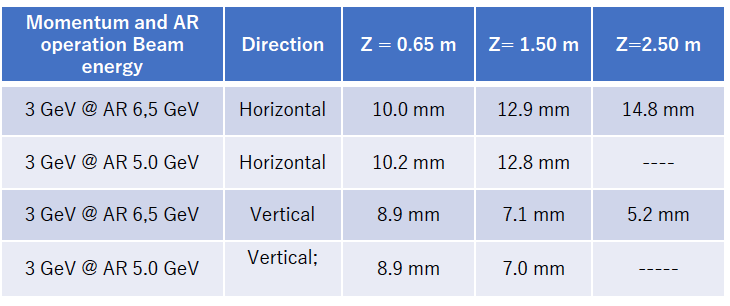 Momentum and AR operation Beam energy Direction Z = 0.65 m Z= 1.50 m Z=2.50 m
3 GeV @ AR 6,5 GeV Horizontal 10.0 mm 12.9 mm 14.8 mm
3 GeV @ AR 5.0 GeV Horizontal 10.2 mm 12.8 mm ----
3 GeV @ AR 6,5 GeV Vertical 8.9 mm 7.1 mm 5.2 mm
3 GeV @ AR 5.0 GeV Vertical; 8.9 mm 7.0 mm -----